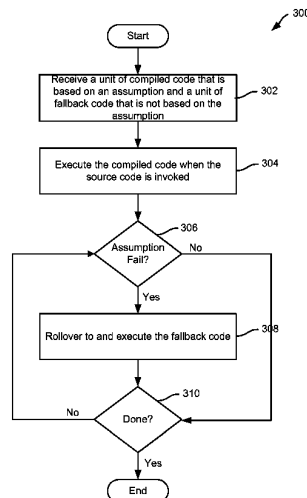 300
Start
Receive a unit of compiled code that is
based on an assumption and a unit of
fallback code that is not based on the
assumption
302
Execute the compiled code when the
source code is invoked
304
306
Assumption
Fail?
No
Yes
Rollover to and execute the fallback code
308
310
Done?
No
Yes
End